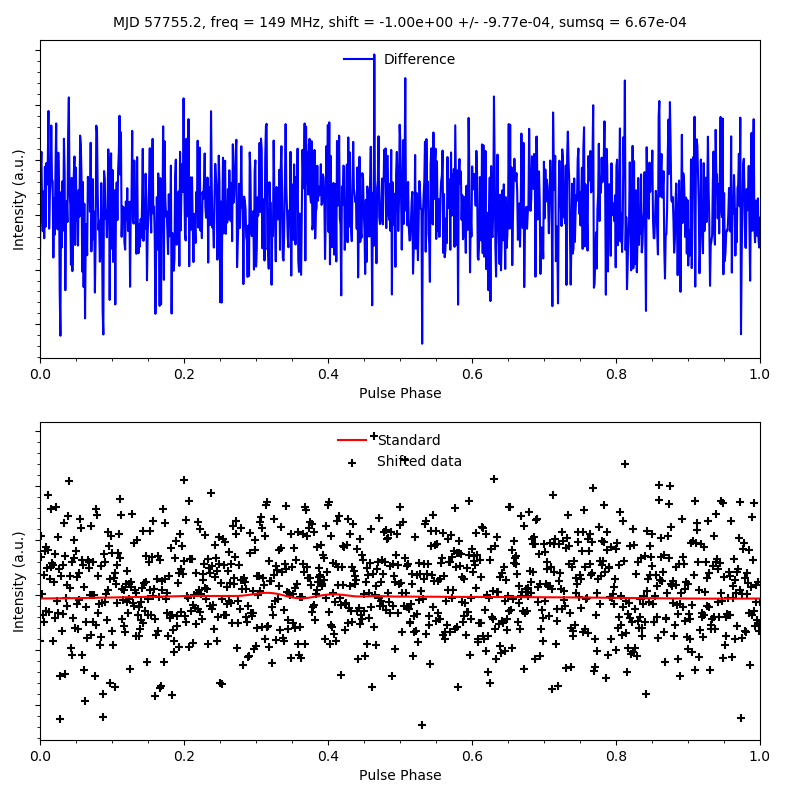 MJD 57755.2, freq = 149 MHz, shift = -1.00e+00 +/- -9.77e-04, sumsq = 6.67e-04
Difference
Intensity (a.u.)
0.0 0.2 0.4 0.6 0.8 1.0
Pulse Phase
Standard
Shifted data
Intensity (a.u.)
0.0 0.2 0.4 0.6 0.8 1.0
Pulse Phase